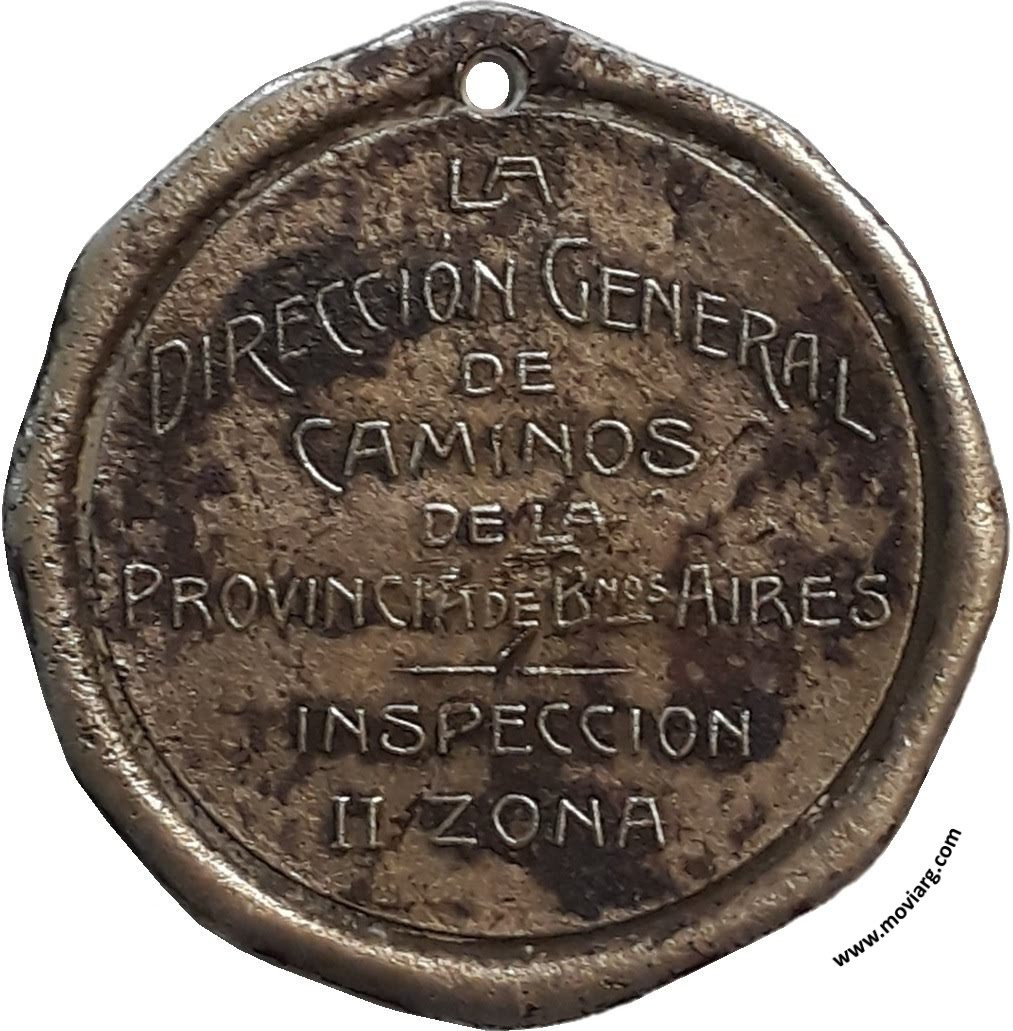 LA
DIRECCIÓN GENERAL
DE
CAMINOS
DE LA
PROVINCIA DE BNOS AIRES
INSPECCION
II ZONA
www.moviarg.com